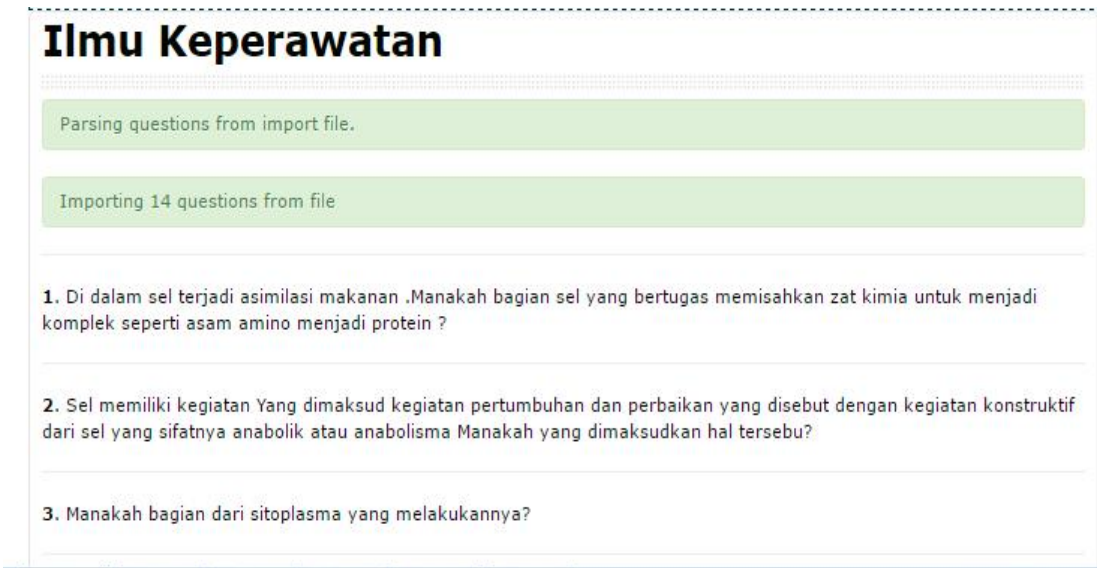 Ilmu Keperawatan
Parsing questions from import file.
Importing 14 questions from file
1. Di dalam sel terjadi asimilasi makanan .Manakah bagian sel yang bertugas memisahkan zat kimia untuk menjadi
komplek seperti asam amino menjadi protein ?
2. Sel memiliki kegiatan Yang dimaksud kegiatan pertumbuhan dan perbaikan yang disebut dengan kegiatan konstruktif
dari sel yang sifatnya anabolik atau anabolisma Manakah yang dimaksudkan hal tersebu?
3. Manakah bagian dari sitoplasma yang melakukannya?